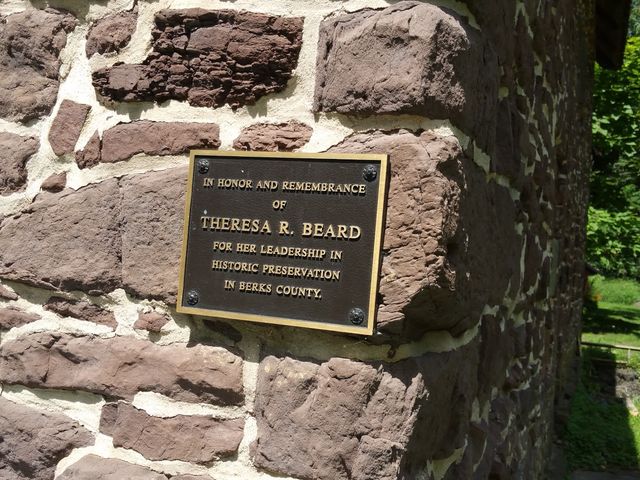 IN HONOR AND REMEMBRANCE
OF
THERESA R. BEARD
FOR HER LEADERSHIP IN
HISTORIC PRESERVATION
IN BERKS COUNTY.